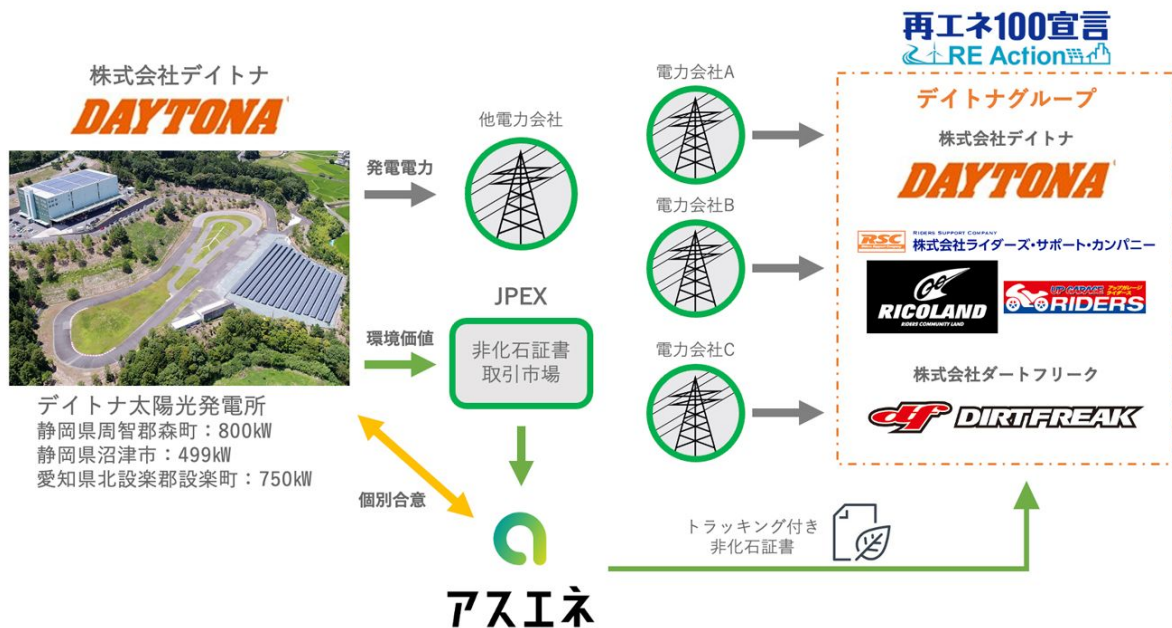 株式会社デイトナ
DAYTONA
デイトナ太陽光発電所
静岡県周智郡森町：800kW
静岡県沼津市：499kW
愛知県北設楽郡設楽町：750kW
発電電力
他電力会社
環境価値
JPEX
非化石証書
取引市場
個別合意
アスエネ
電力会社A
電力会社B
電力会社C
トラッキング付き
非化石証書
再エネ100宣言
RE Action
デイトナグループ
株式会社デイトナ
DAYTONA
RSC
RIDERS SUPPORT COMPANY
株式会社ライダーズ・サポート・カンパニー
RICOLAND
RIDERS COMMUNITY LAND
UP GARAGE アップガレージ
ライダース
RIDERS
株式会社ダートフリーク
df DIRTFREAK